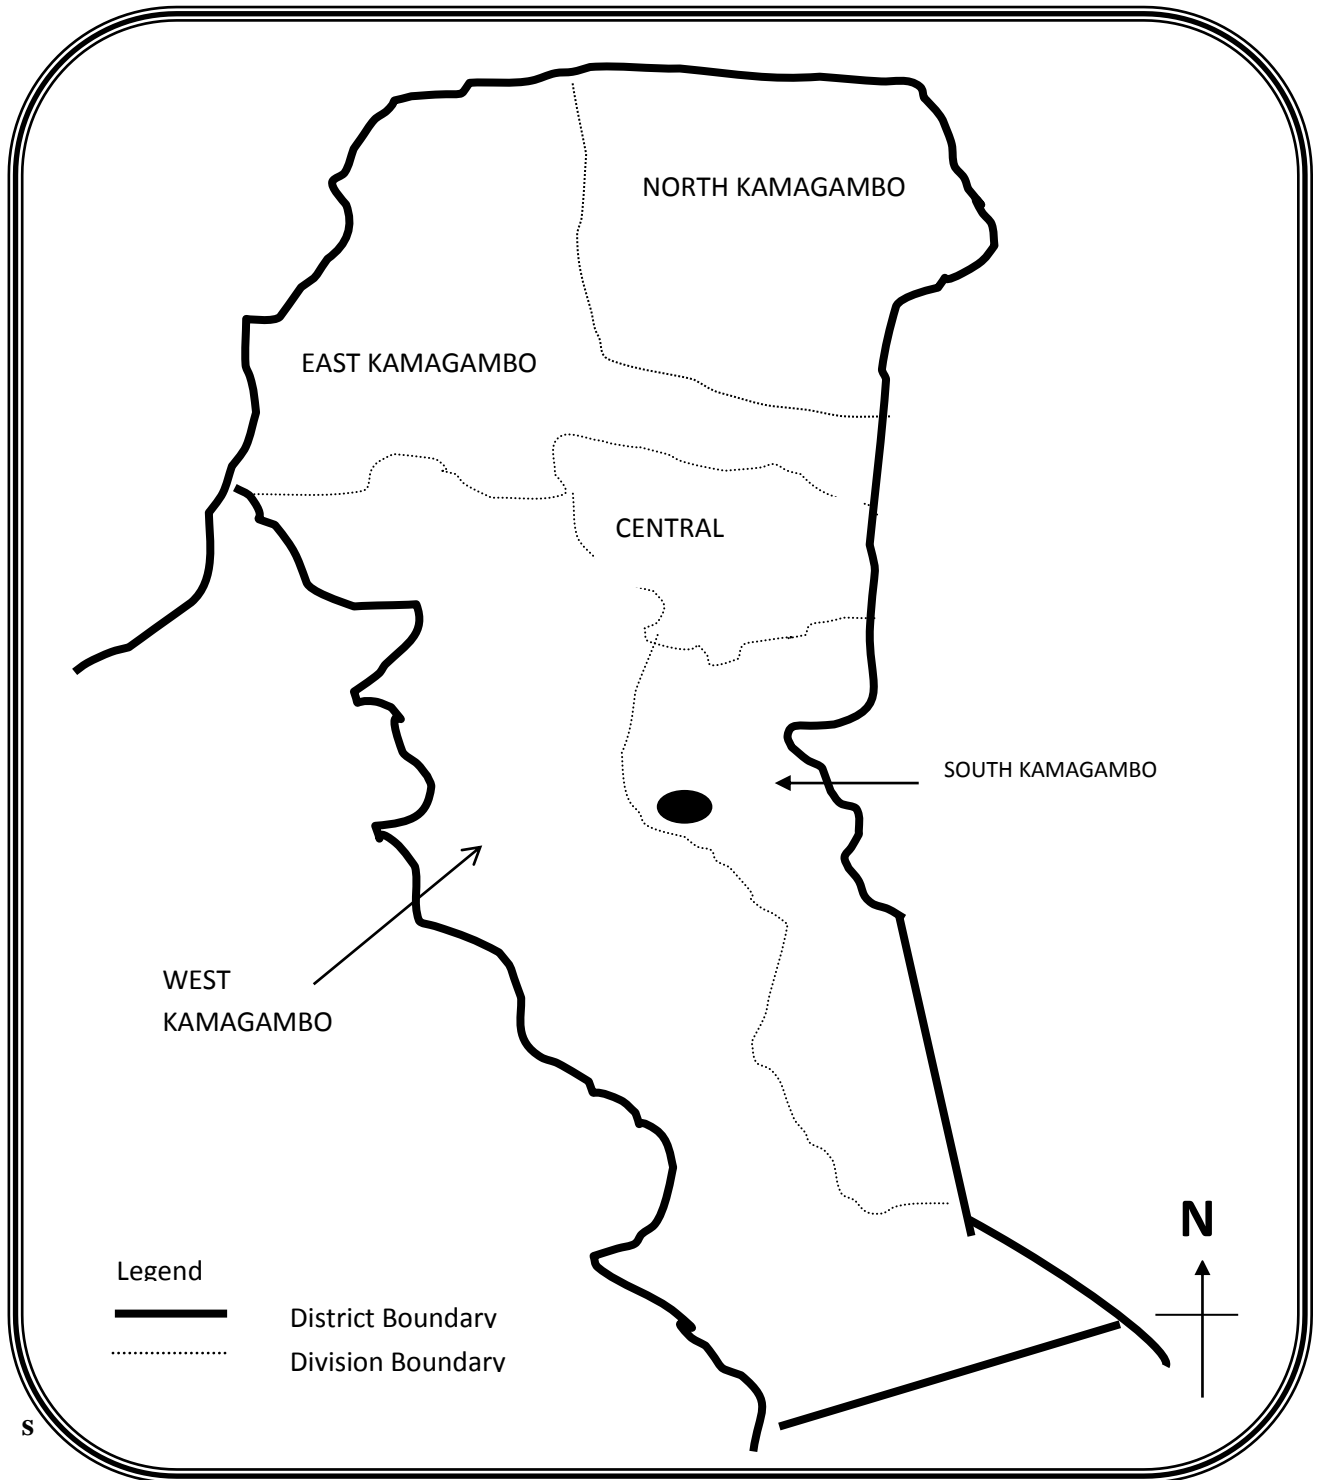 NORTH KAMAGAMBO
EAST KAMAGAMBO
CENTRAL
SOUTH KAMAGAMBO
WEST
KAMAGAMBO
N
Legend
District Boundary
Division Boundary
s